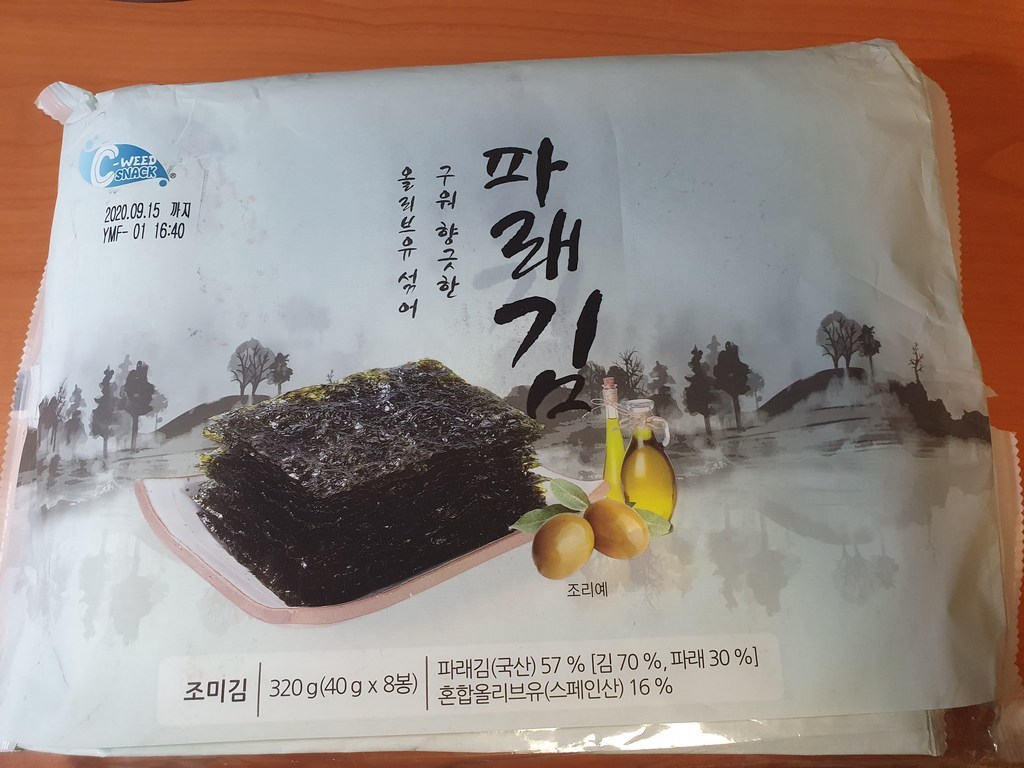 C-WEED
SNACK
2020.09.15 까지
YMF- 01 16:40
파래김
구워 향긋한
올리브유 섞어
조리예
조미김
320 g(40 g x 8봉)
파래김(국산) 57 % [김 70 %, 파래 30 %]
혼합올리브유(스페인산) 16 %